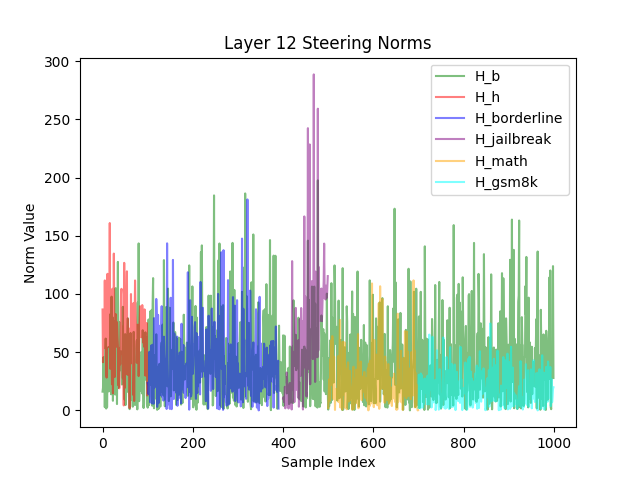 Layer 12 Steering Norms
300
250
200
150
100
50
0
Norm Value
H_b
H_h
H_borderline
H_jailbreak
H_math
H_gsm8k
0 200 400 600 800 1000
Sample Index